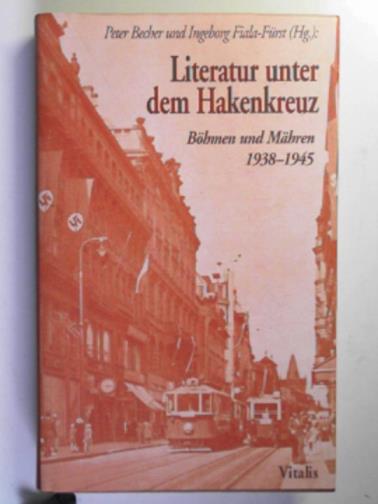 Peter Becher und Ingeborg Fiala-Fürst (Hg.):
Literatur unter
dem Hakenkreuz
Böhmen und Mähren
1938–1945
Vitalis